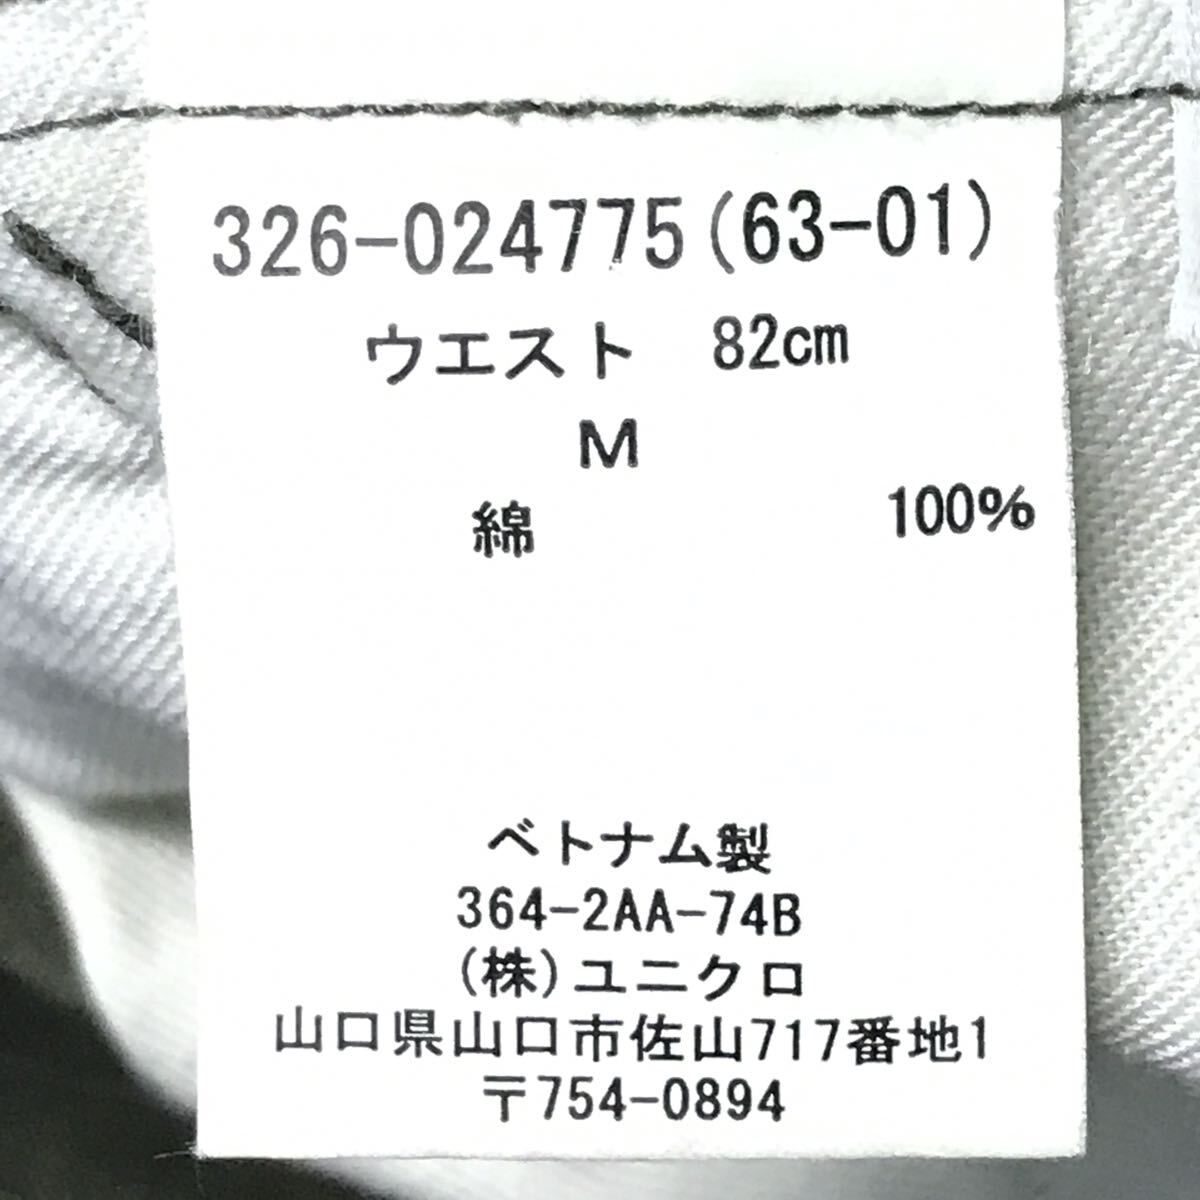 326-024775(63-01)
ウエスト 82cm
M
綿 100%
ベトナム製
364-2AA-74B
(株)ユニクロ
山口県山口市佐山717番地1
〒754-0894